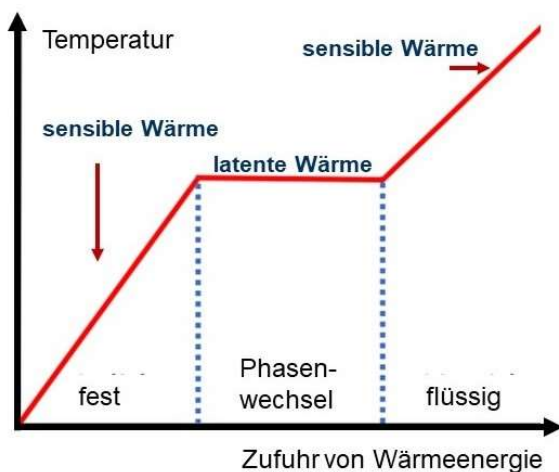 Temperatur
sensible Wärme
sensible Wärme
latente Wärme
fest
Phasen-
wechsel
flüssig
Zufuhr von Wärmeenergie